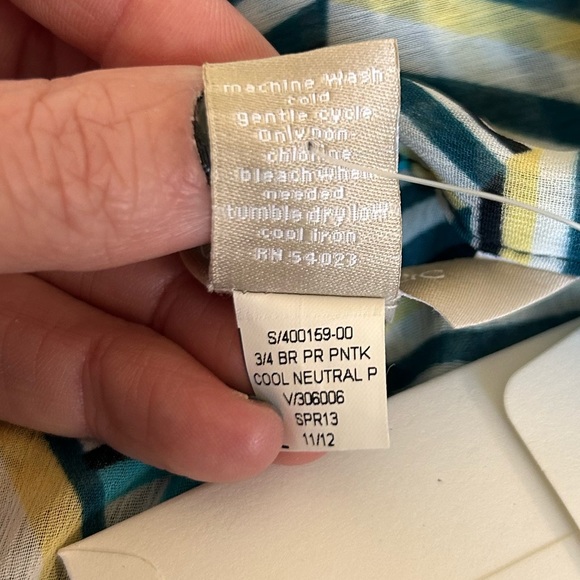 machine wash
cold
gentle cycle
Only non-
chlorine
bleach when
needed
tumble dry low
cool iron
RN 54023
S/400159-00
3/4 BR PR PNTK
COOL NEUTRAL P
V/306006
SPR13
11/12